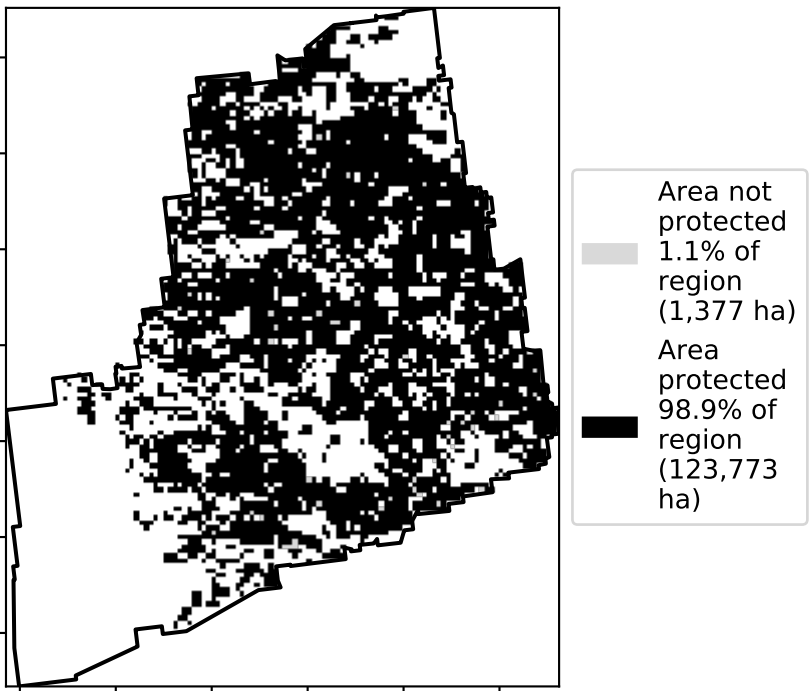 Area not
protected
1.1% of
region
(1,377 ha)
Area
protected
98.9% of
region
(123,773
ha)